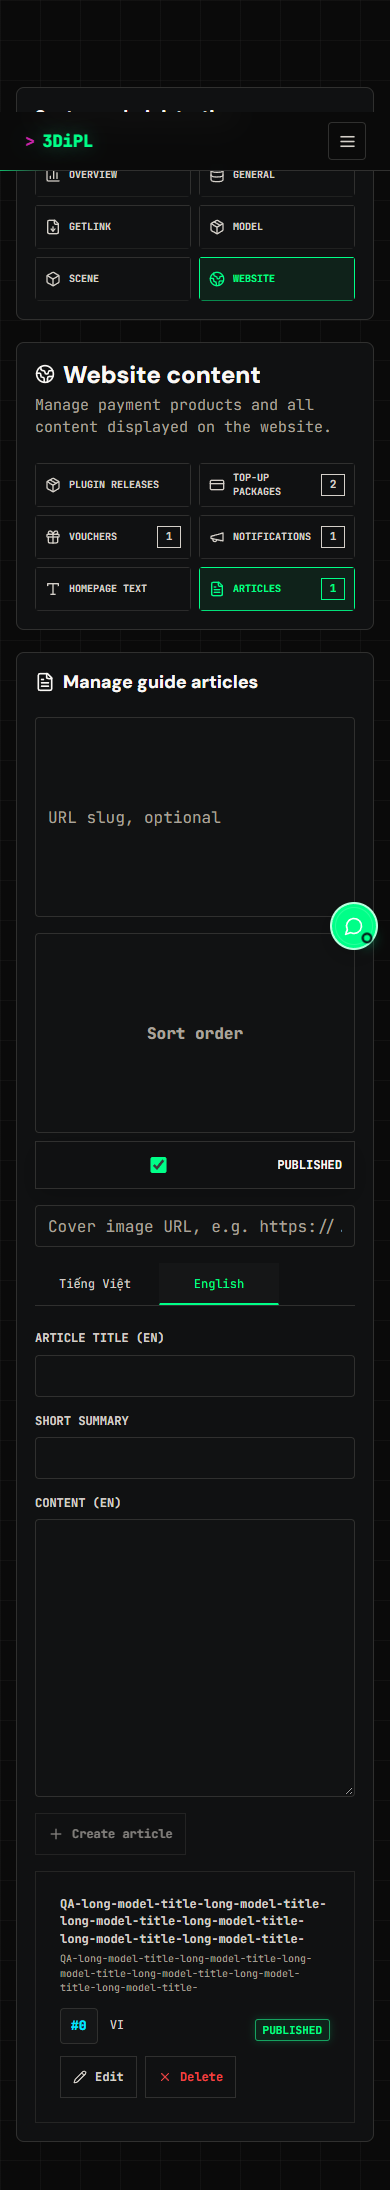 > 3DiPL
OVERVIEW
GENERAL
GETLINK
MODEL
SCENE
WEBSITE
Website content
Manage payment products and all
content displayed on the website.
PLUGIN RELEASES
TOP-UP
PACKAGES
2
VOUCHERS
1
NOTIFICATIONS
1
HOMEPAGE TEXT
ARTICLES
1
Manage guide articles
URL slug, optional
Sort order
PUBLISHED
Cover image URL, e.g. https://.
Tiếng Việt
English
ARTICLE TITLE (EN)
SHORT SUMMARY
CONTENT (EN)
Create article
QA-long-model-title-long-model-title-
long-model-title-long-model-title-
long-model-title-long-model-title-
QA-long-model-title-long-model-title-long-
model-title-long-model-title-long-model-
title-long-model-title-
#0
VI
PUBLISHED
Edit
Delete